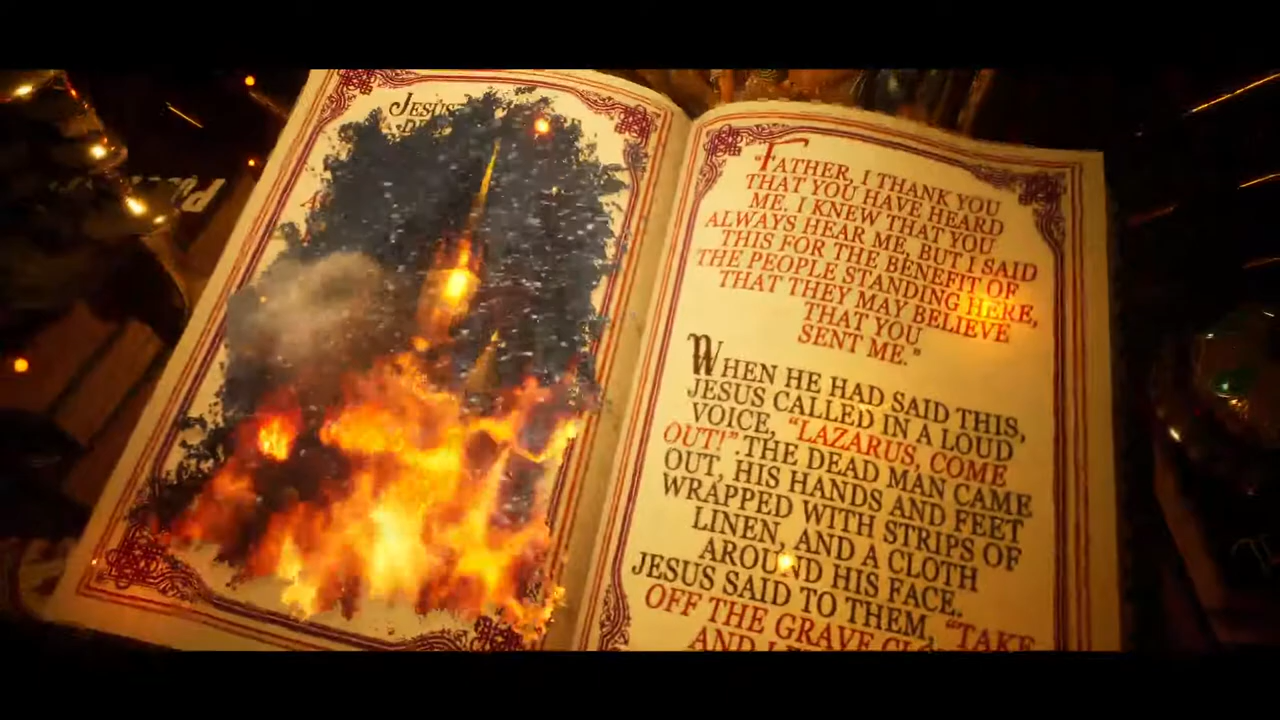 JESUS
"FATHER, I THANK YOU
THAT YOU HAVE HEARD
ME. I KNEW THAT YOU
ALWAYS HEAR ME, BUT I SAID
THIS FOR THE BENEFIT OF
THE PEOPLE STANDING HERE,
THAT THEY MAY BELIEVE
THAT YOU
SENT ME."
WHEN HE HAD SAID THIS,
JESUS CALLED IN A LOUD
VOICE, "LAZARUS, COME
OUT!" THE DEAD MAN CAME
OUT, HIS HANDS AND FEET
WRAPPED WITH STRIPS OF
LINEN, AND A CLOTH
AROUND HIS FACE.
JESUS SAID TO THEM, "TAKE
OFF THE GRAVE
AND